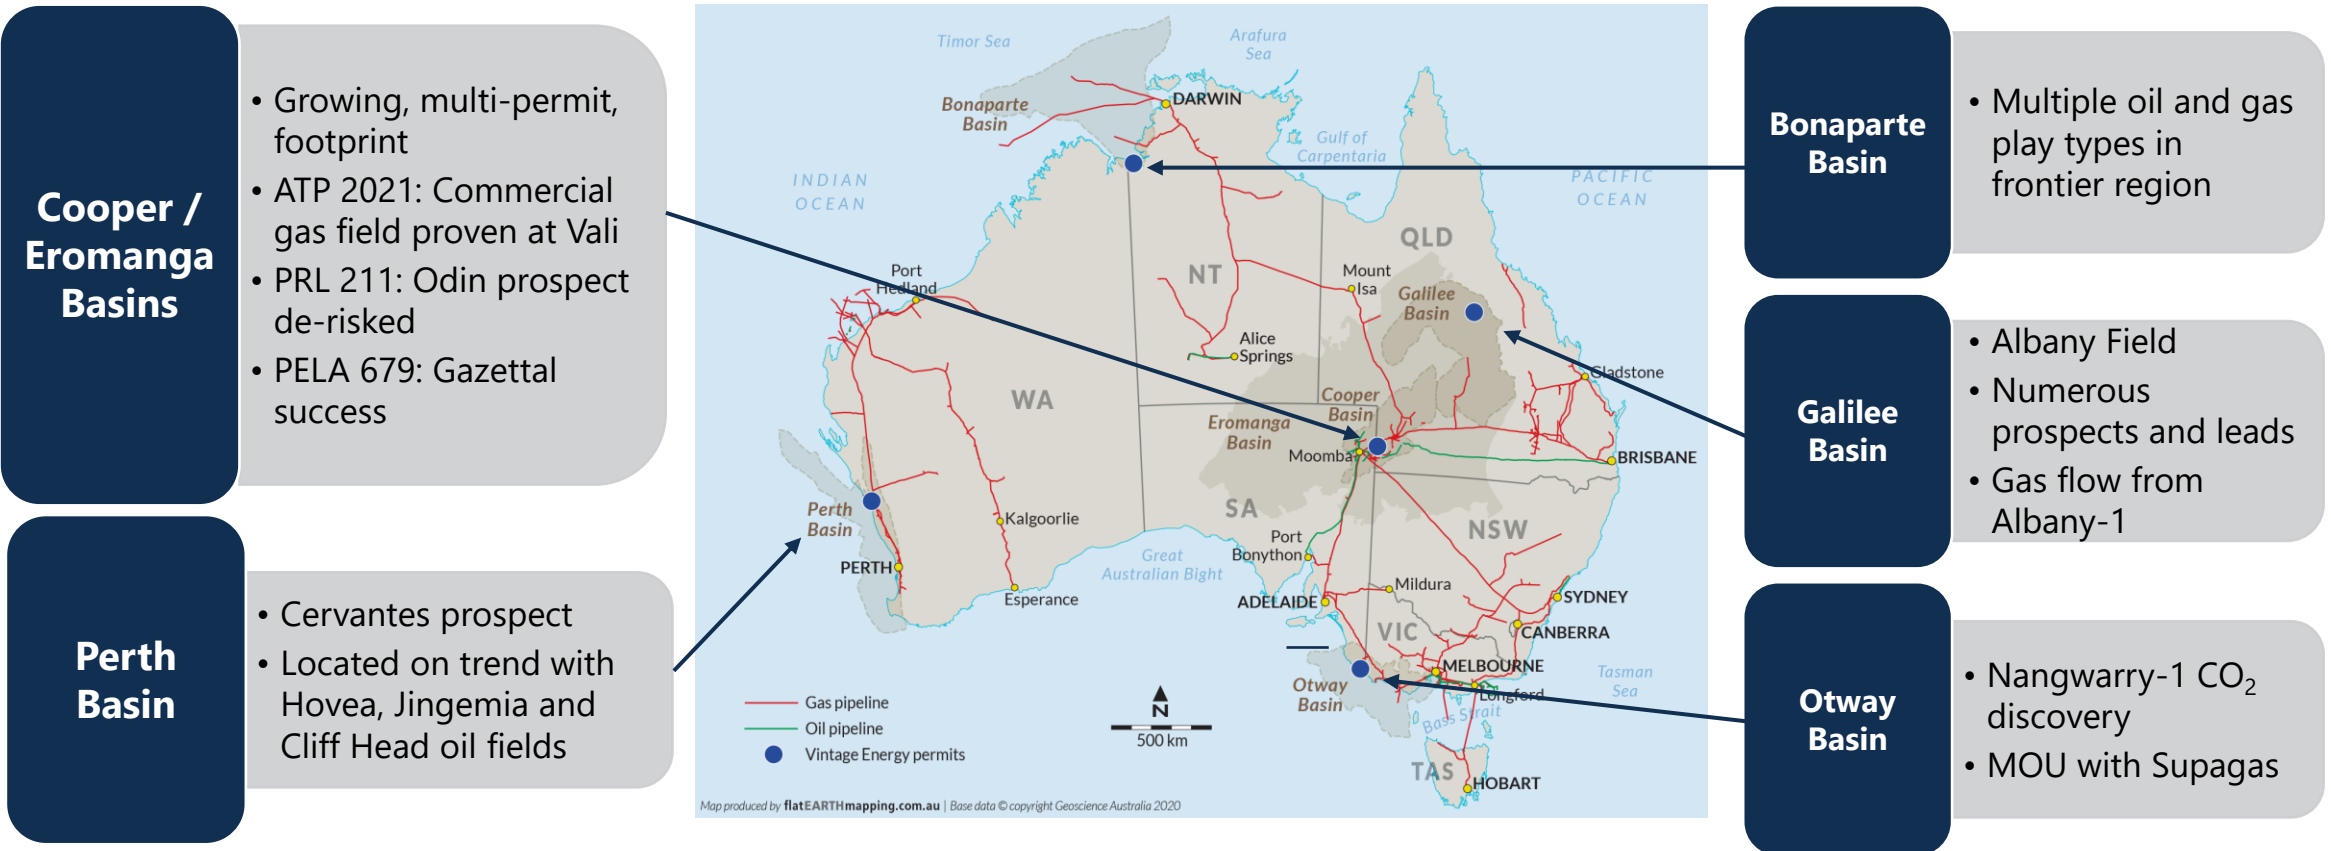 Cooper /
Eromanga
Basins
• Growing, multi-permit,
footprint
• ATP 2021: Commercial
gas field proven at Vali
• PRL 211: Odin prospect
de-risked
• PELA 679: Gazettal
success
Perth
Basin
• Cervantes prospect
• Located on trend with
Hovea, Jingemia and
Cliff Head oil fields
Timor Sea
Arafura
Sea
Bonaparte
Basin
DARWIN
Gulf of
Carpentaria
INDIAN
OCEAN
PACIFIC
OCEAN
QLD
NT
Port
Hedland
Mount
Isa
Galilee
Basin
Alice
Springs
Gladstone
WA
Cooper
Basin
Eromanga
Basin
Moomba
BRISBANE
Perth
Basin
SA
Kalgoorlie
NSW
Port
Bonython
Great
Australian Bight
PERTH
Esperance
Mildura
ADELAIDE
SYDNEY
VIC
CANBERRA
MELBOURNE
Tasman
Sea
Otway
Basin
Longford
Bass Strait
TAS
HOBART
Gas pipeline
Oil pipeline
Vintage Energy permits
N
500 km
Map produced by flatEARTHmapping.com.au | Base data © copyright Geoscience Australia 2020
Bonaparte
Basin
• Multiple oil and gas
play types in
frontier region
Galilee
Basin
• Albany Field
• Numerous
prospects and leads
• Gas flow from
Albany-1
Otway
Basin
• Nangwarry-1 CO₂
discovery
• MOU with Supagas